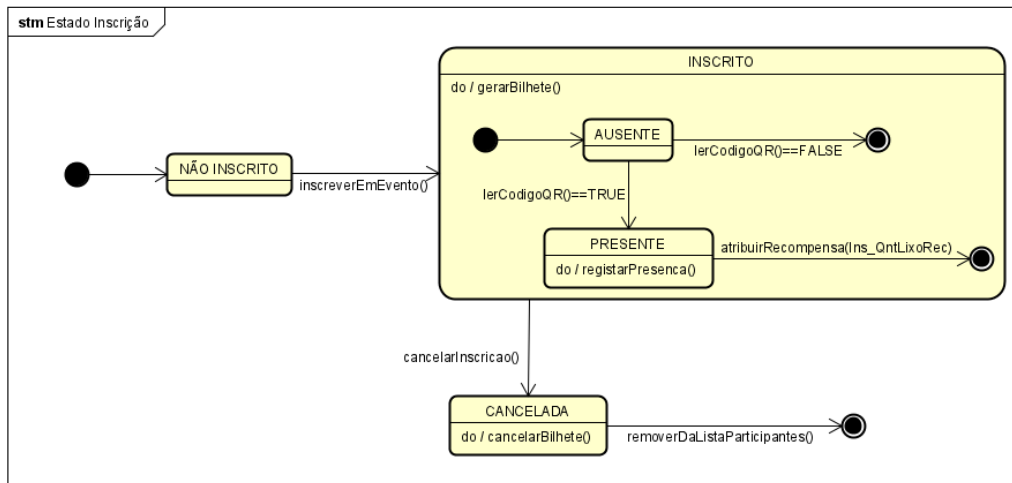 stm Estado Inscrição
INSCRITO
do / gerarBilhete()
AUSENTE
lerCodigoQR()==FALSE
NÃO INSCRITO
inscreverEmEvento()
lerCodigoQR()==TRUE
PRESENTE
do / registarPresenca()
atribuirRecompensa(Ins_QntLixoRec)
cancelarInscricao()
CANCELADA
do / cancelarBilhete()
removerDaListaParticipantes()